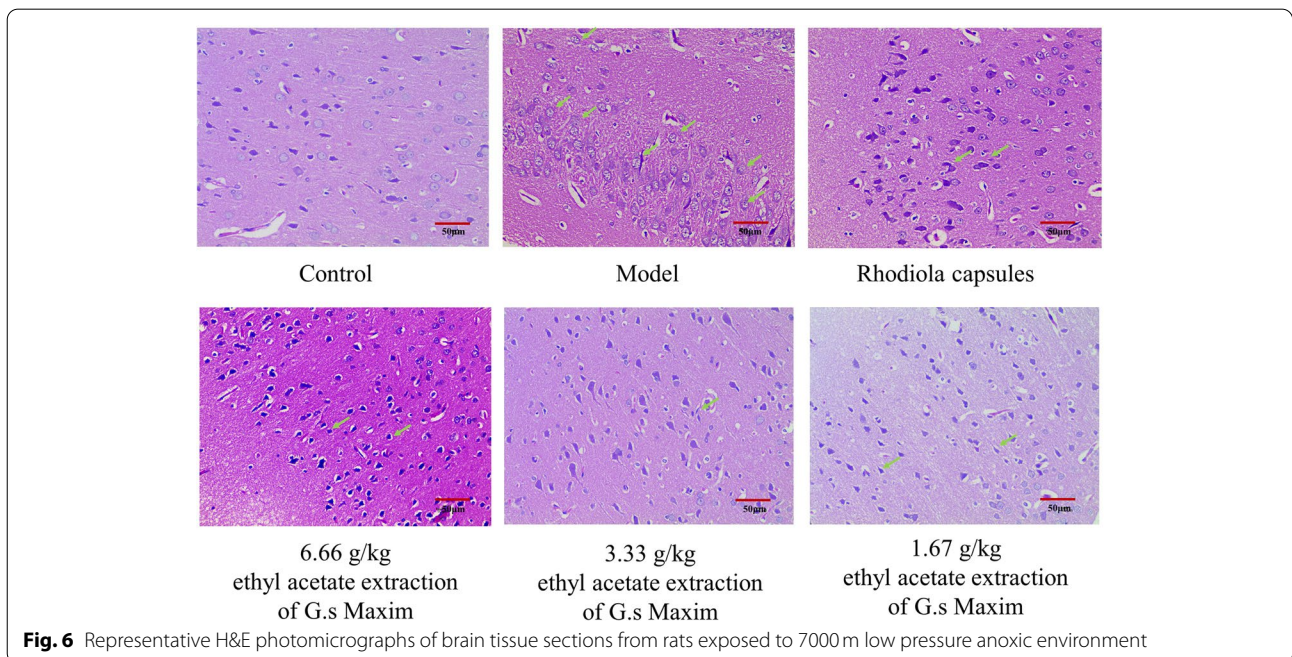 50μm
50μm
50μm
Control
Model
Rhodiola capsules
50μm
50μm
50μm
6.66 g/kg
ethyl acetate extraction
of G.s Maxim
3.33 g/kg
ethyl acetate extraction
of G.s Maxim
1.67 g/kg
ethyl acetate extraction
of G.s Maxim
Fig. 6 Representative H&E photomicrographs of brain tissue sections from rats exposed to 7000 m low pressure anoxic environment